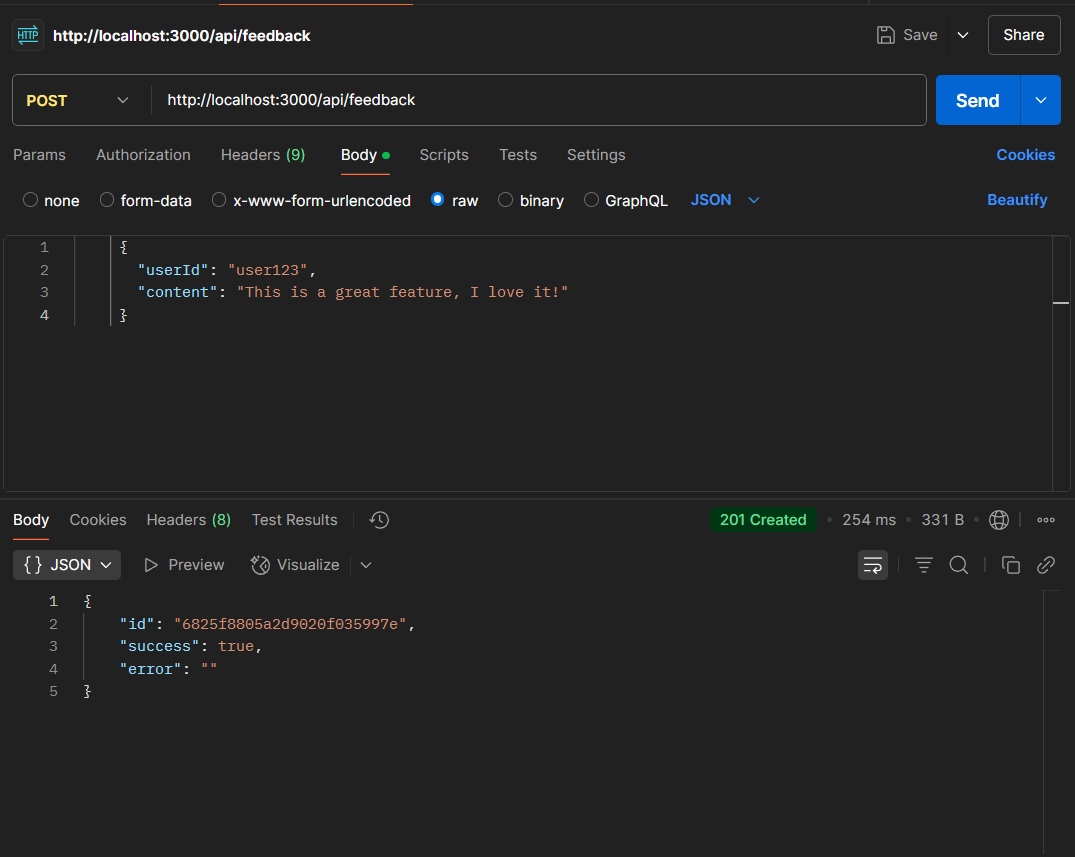 HTTP http://localhost:3000/api/feedback Save Share
POST http://localhost:3000/api/feedback Send
Params Authorization Headers (9) Body Scripts Tests Settings Cookies
none form-data x-www-form-urlencoded raw binary GraphQL JSON Beautify
1 {
2 "userId": "user123",
3 "content": "This is a great feature, I love it!"
4 }
Body Cookies Headers (8) Test Results 201 Created 254 ms 331 B
{} JSON Preview Visualize
1 {
2 "id": "6825f8805a2d9020f035997e",
3 "success": true,
4 "error": ""
5 }